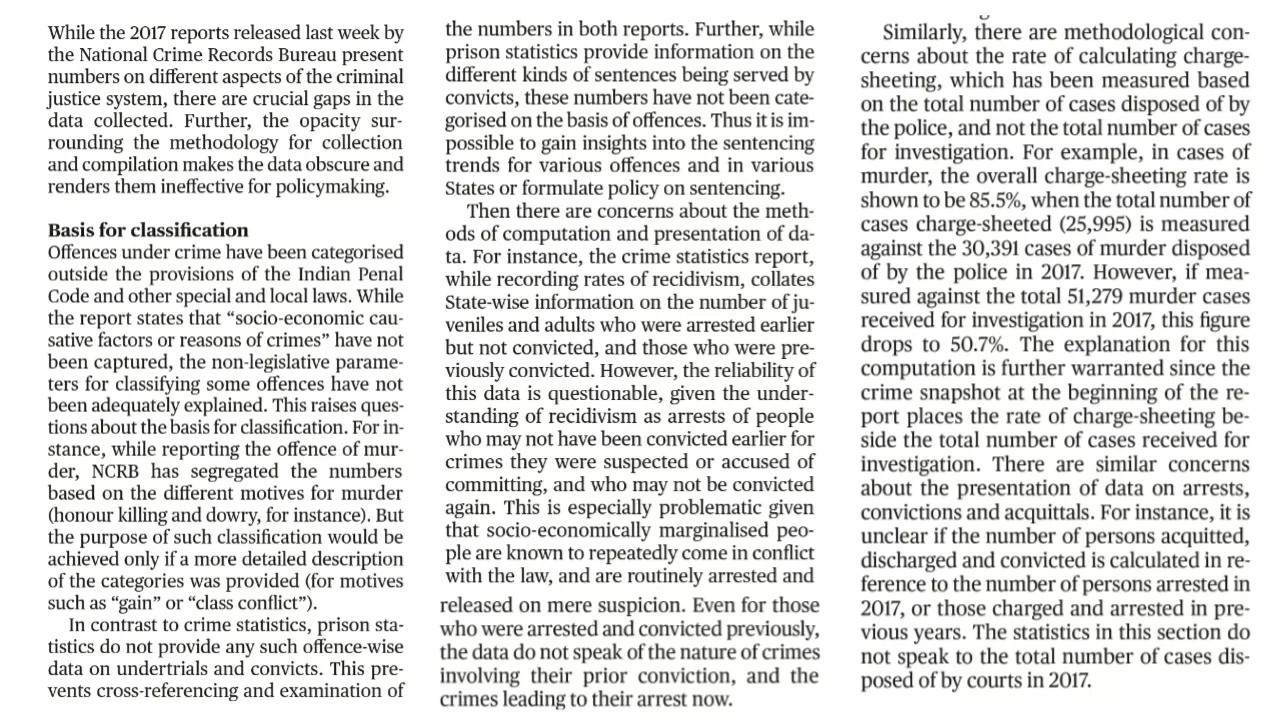 While the 2017 reports released last week by
the National Crime Records Bureau present
numbers on different aspects of the criminal
justice system, there are crucial gaps in the
data collected. Further, the opacity sur-
rounding the methodology for collection
and compilation makes the data obscure and
renders them ineffective for policymaking.
Basis for classification
Offences under crime have been categorised
outside the provisions of the Indian Penal
Code and other special and local laws. While
the report states that “socio-economic cau-
sative factors or reasons of crimes” have not
been captured, the non-legislative parame-
ters for classifying some offences have not
been adequately explained. This raises ques-
tions about the basis for classification. For in-
stance, while reporting the offence of mur-
der, NCRB has segregated the numbers
based on the different motives for murder
(honour killing and dowry, for instance). But
the purpose of such classification would be
achieved only if a more detailed description
of the categories was provided (for motives
such as “gain” or “class conflict”).
In contrast to crime statistics, prison sta-
tistics do not provide any such offence-wise
data on undertrials and convicts. This pre-
vents cross-referencing and examination of
the numbers in both reports. Further, while
prison statistics provide information on the
different kinds of sentences being served by
convicts, these numbers have not been cate-
gorised on the basis of offences. Thus it is im-
possible to gain insights into the sentencing
trends for various offences and in various
States or formulate policy on sentencing.
Then there are concerns about the meth-
ods of computation and presentation of da-
ta. For instance, the crime statistics report,
while recording rates of recidivism, collates
State-wise information on the number of ju-
veniles and adults who were arrested earlier
but not convicted, and those who were pre-
viously convicted. However, the reliability of
this data is questionable, given the under-
standing of recidivism as arrests of people
who may not have been convicted earlier for
crimes they were suspected or accused of
committing, and who may not be convicted
again. This is especially problematic given
that socio-economically marginalised peo-
ple are known to repeatedly come in conflict
with the law, and are routinely arrested and
released on mere suspicion. Even for those
who were arrested and convicted previously,
the data do not speak of the nature of crimes
involving their prior conviction, and the
crimes leading to their arrest now.
Similarly, there are methodological con-
cerns about the rate of calculating charge-
sheeting, which has been measured based
on the total number of cases disposed of by
the police, and not the total number of cases
for investigation. For example, in cases of
murder, the overall charge-sheeting rate is
shown to be 85.5%, when the total number of
cases charge-sheeted (25,995) is measured
against the 30,391 cases of murder disposed
of by the police in 2017. However, if mea-
sured against the total 51,279 murder cases
received for investigation in 2017, this figure
drops to 50.7%. The explanation for this
computation is further warranted since the
crime snapshot at the beginning of the re-
port places the rate of charge-sheeting be-
side the total number of cases received for
investigation. There are similar concerns
about the presentation of data on arrests,
convictions and acquittals. For instance, it is
unclear if the number of persons acquitted,
discharged and convicted is calculated in re-
ference to the number of persons arrested in
2017, or those charged and arrested in pre-
vious years. The statistics in this section do
not speak to the total number of cases dis-
posed of by courts in 2017.